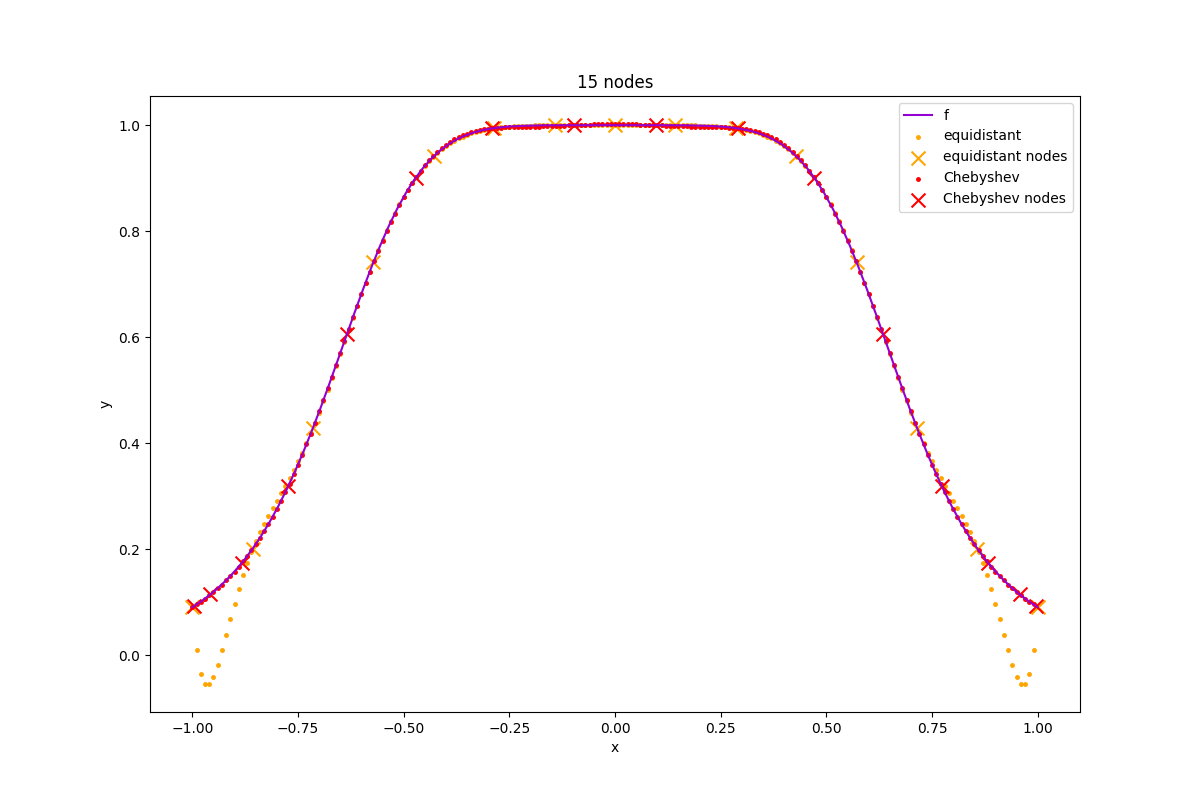 15 nodes
f
equidistant
equidistant nodes
Chebyshev
Chebyshev nodes
y
1.0
0.8
0.6
0.4
0.2
0.0
−1.00 −0.75 −0.50 −0.25 0.00 0.25 0.50 0.75 1.00
x